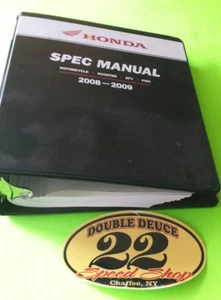 HONDA
SPEC MANUAL
MOTORCYCLE · SCOOTER · ATV · PWC
2008–2009
DOUBLE DEUCE
22
Speed Shop
Chaffee, NY